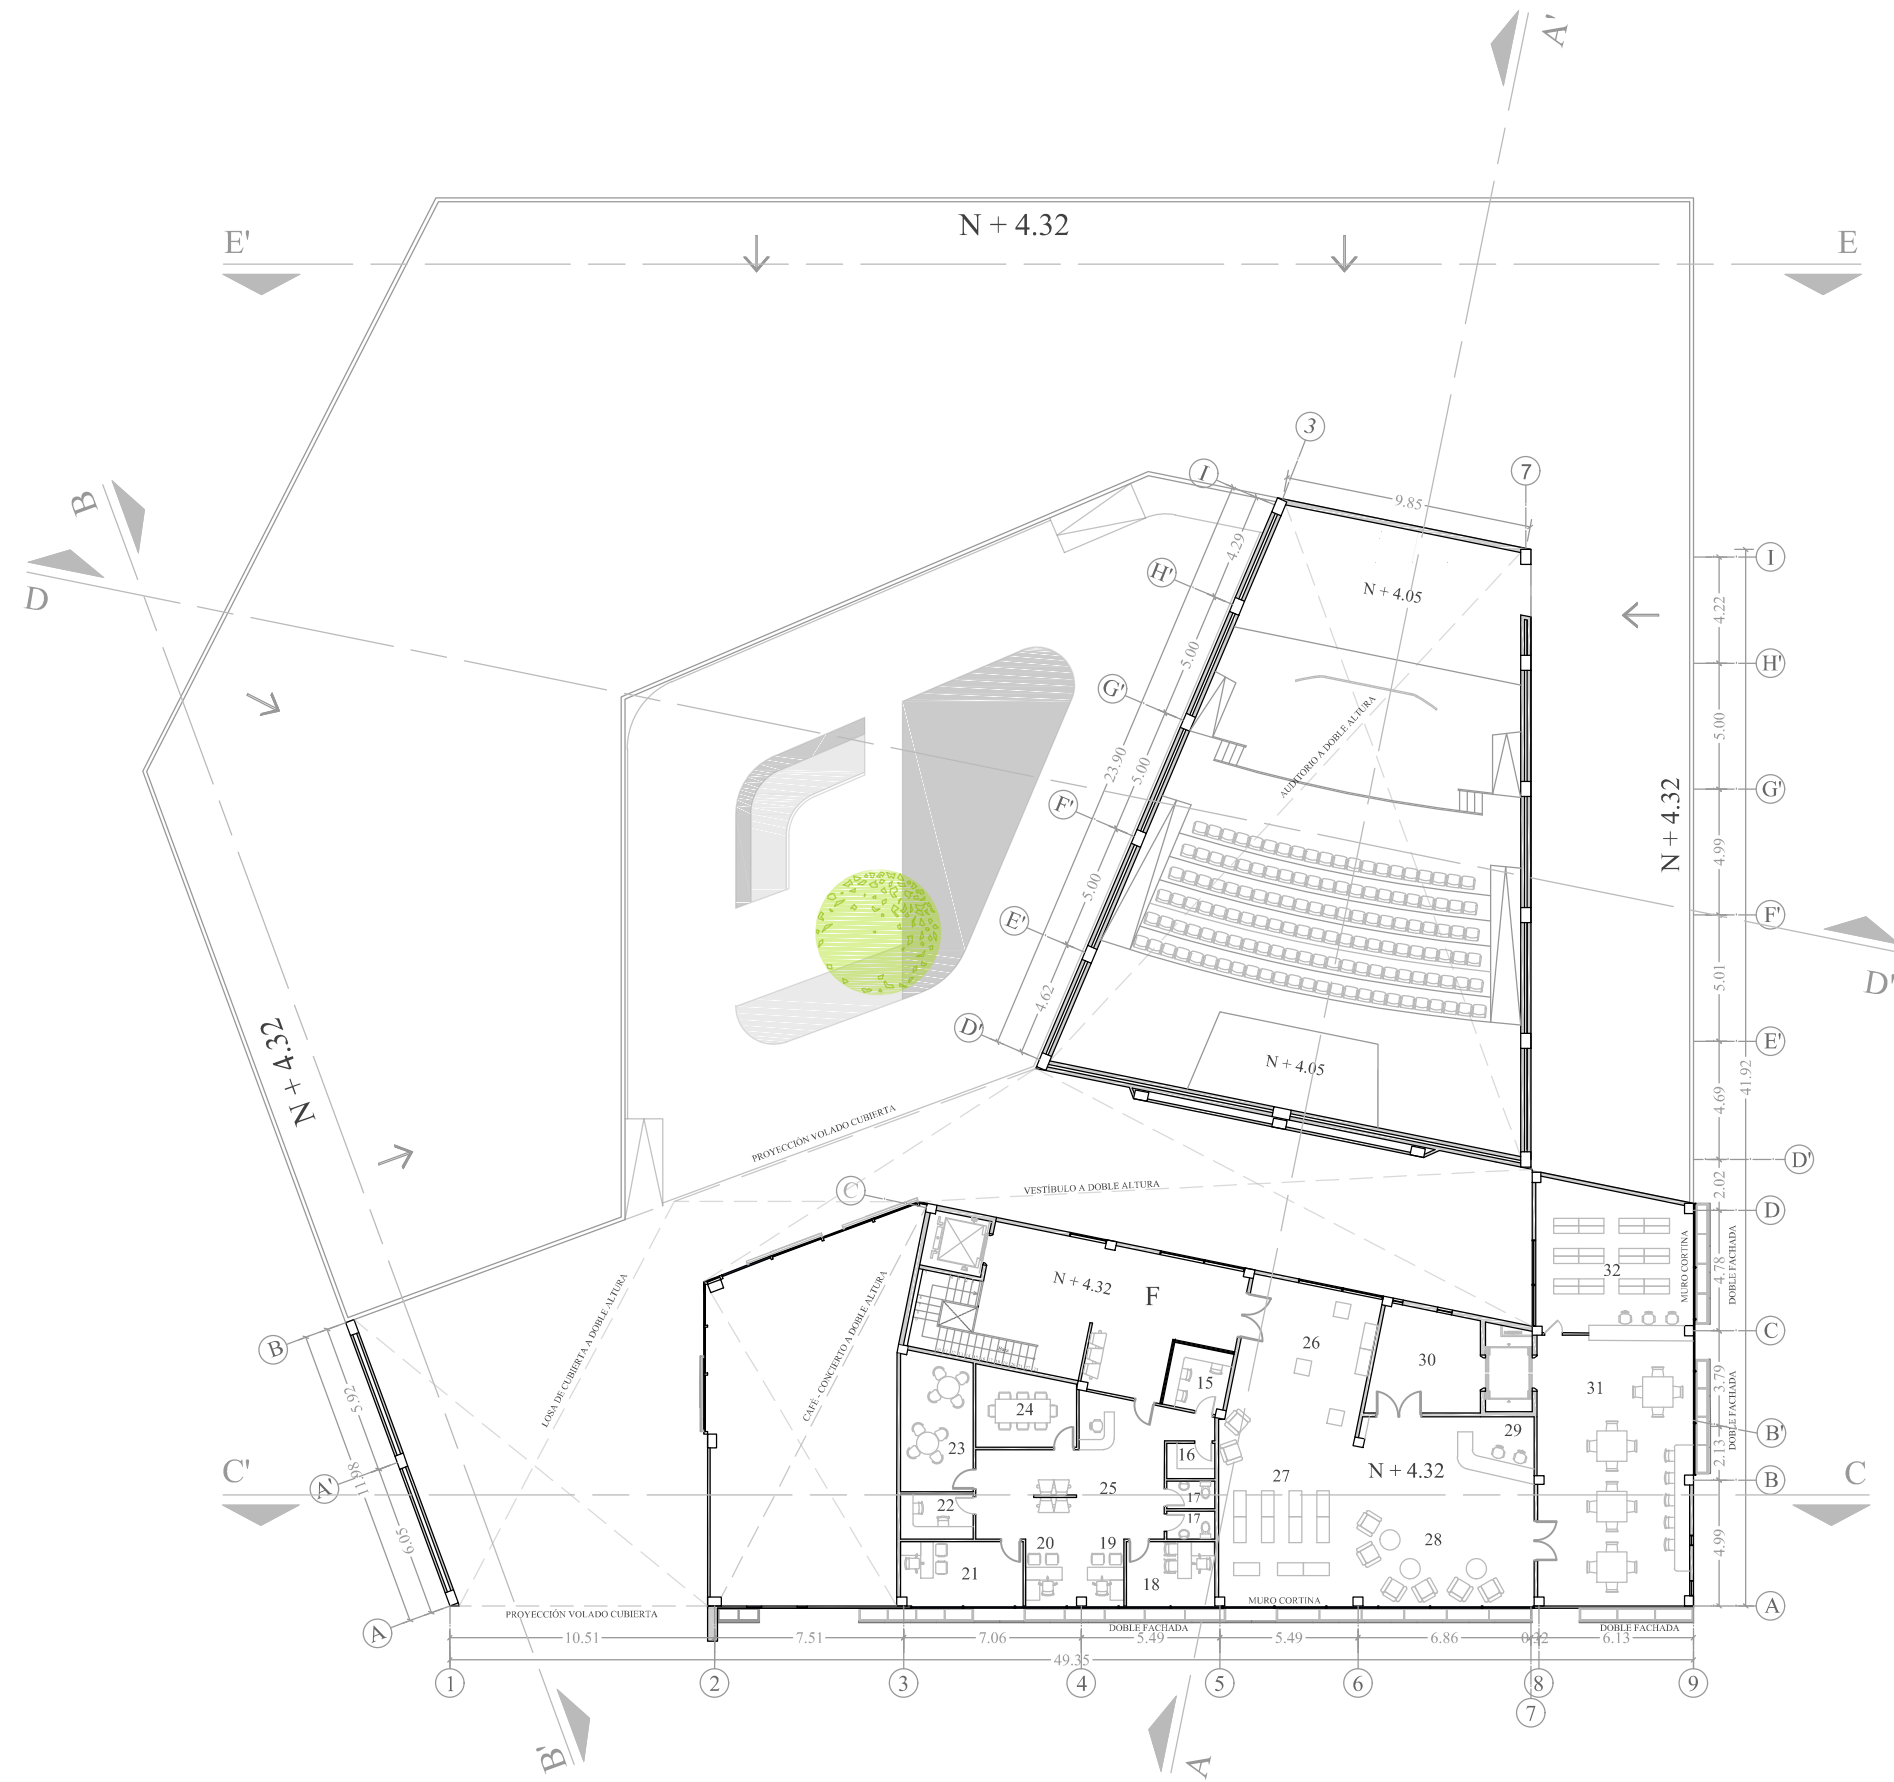 A'
N + 4.32
E'
E
3
I
7
9.85
B
D
4.29
H'
N + 4.05
I
4.22
H'
5.00
G'
5.00
AUDITORIO A DOBLE ALTURA
23.90
5.00
F'
G'
N + 4.32
4.99
5.00
E'
F'
D'
5.01
4.62
D'
E'
N + 4.32
N + 4.05
4.69
41.92
PROYECCIÓN VOLADO CUBIERTA
D'
C
VESTÍBULO A DOBLE ALTURA
2.02
D
LOSA DE CUBIERTA A DOBLE ALTURA
CAFÉ - CONCIERTO A DOBLE ALTURA
N + 4.32
F
32
MURO CORTINA
4.78
DOBLE FACHADA
B
26
C
5.92
30
31
3.79
DOBLE FACHADA
15
24
23
29
B'
2.13
C'
A'
11.98
16
27
N + 4.32
B
C
25
22
17
17
6.05
20
19
28
4.99
21
18
A
PROYECCIÓN VOLADO CUBIERTA
MURO CORTINA
A
DOBLE FACHADA
DOBLE FACHADA
10.51
7.51
7.06
5.49
5.49
6.86
0.32
6.13
49.35
1
2
3
4
5
6
8
9
7
B'
A